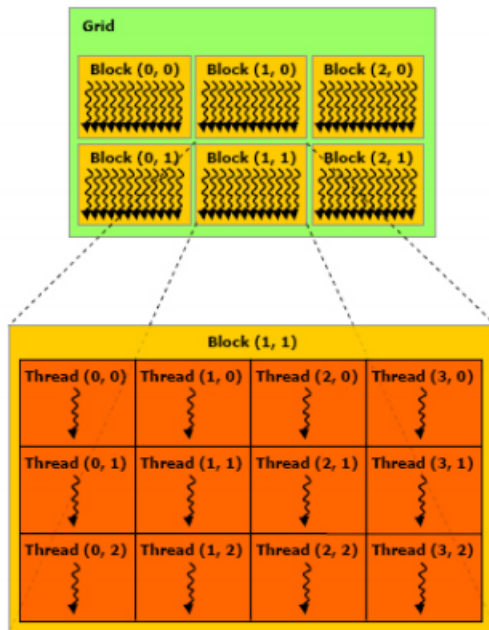 Grid
Block (0, 0) Block (1, 0) Block (2, 0)
Block (0, 1) Block (1, 1) Block (2, 1)
Block (1, 1)
Thread (0, 0) Thread (1, 0) Thread (2, 0) Thread (3, 0)
Thread (0, 1) Thread (1, 1) Thread (2, 1) Thread (3, 1)
Thread (0, 2) Thread (1, 2) Thread (2, 2) Thread (3, 2)